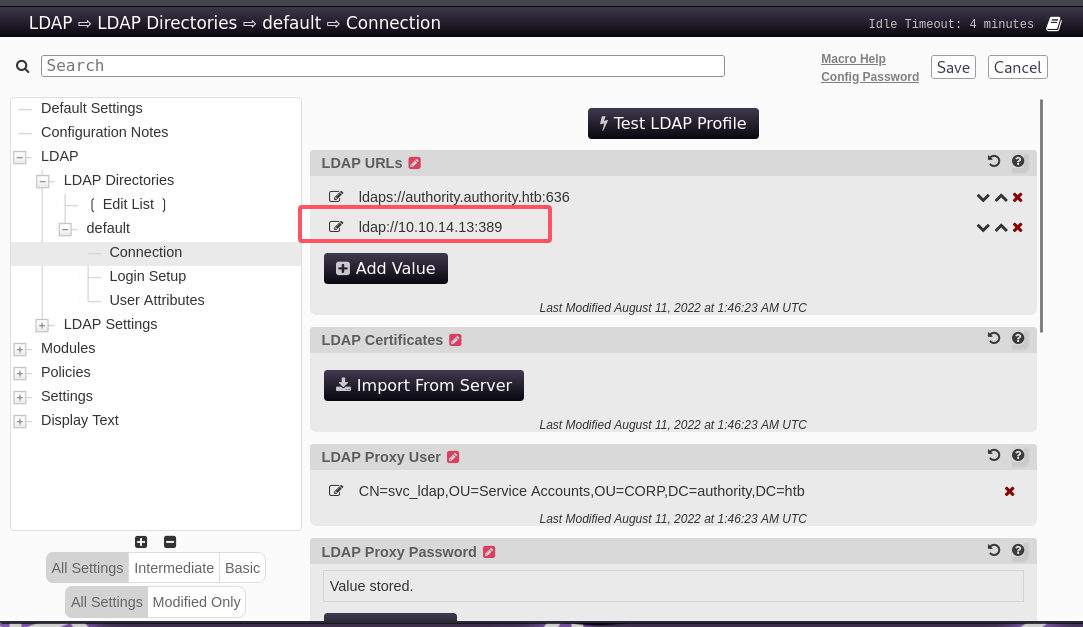 LDAP ⇨ LDAP Directories ⇨ default ⇨ Connection
Idle Timeout: 4 minutes
Search
Macro Help
Config Password
Save
Cancel
Default Settings
Configuration Notes
LDAP
LDAP Directories
[ Edit List ]
default
Connection
Login Setup
User Attributes
LDAP Settings
Modules
Policies
Settings
Display Text
All Settings Intermediate Basic
All Settings Modified Only
Test LDAP Profile
LDAP URLs
ldaps://authority.authority.htb:636
ldap://10.10.14.13:389
Add Value
Last Modified August 11, 2022 at 1:46:23 AM UTC
LDAP Certificates
Import From Server
Last Modified August 11, 2022 at 1:46:23 AM UTC
LDAP Proxy User
CN=svc_ldap,OU=Service Accounts,OU=CORP,DC=authority,DC=htb
Last Modified August 11, 2022 at 1:46:23 AM UTC
LDAP Proxy Password
Value stored.